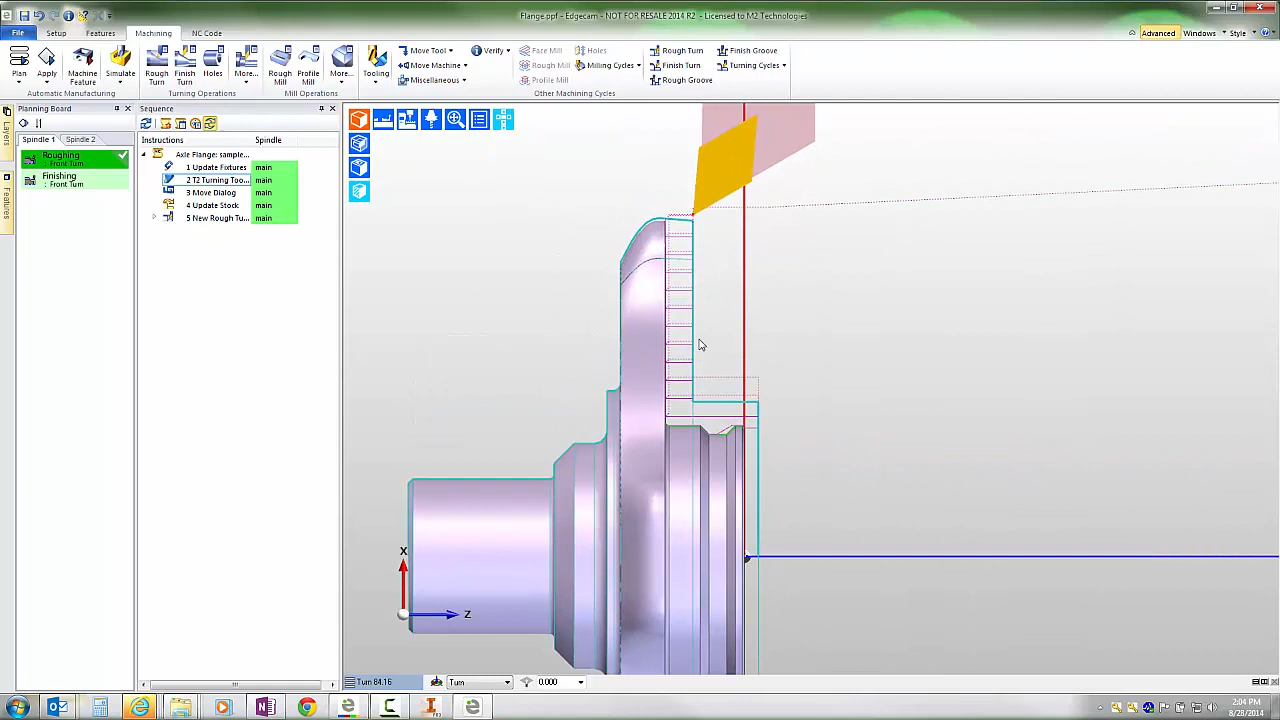 Edgecam - NOT FOR RESALE 2014 R2 - Licensed to M2 Technologies
File
Setup
Features
Machining
NC Code
Advanced
Windows
Style
Plan
Apply
Machine Feature
Simulate
Rough Turn
Finish Turn
Holes
More...
Rough Mill
Profile Mill
More...
Tooling
Move Tool
Move Machine
Miscellaneous
Verify
Face Mill
Rough Mill
Profile Mill
Holes
Milling Cycles
Rough Turn
Finish Turn
Rough Groove
Finish Groove
Turning Cycles
Automatic Manufacturing
Turning Operations
Mill Operations
Other Machining Cycles
Planning Board
Sequence
Layers
Features
Spindle 1
Spindle 2
Roughing
: Front Turn
Finishing
: Front Turn
Instructions
Spindle
Axle Flange: sample...
1 Update Fixtures main
2 T2 Turning Too... main
3 Move Dialog main
4 Update Stock main
5 New Rough Tu... main
X
Z
Turn 84.16
Turn
0.000
2:04 PM
8/28/2014